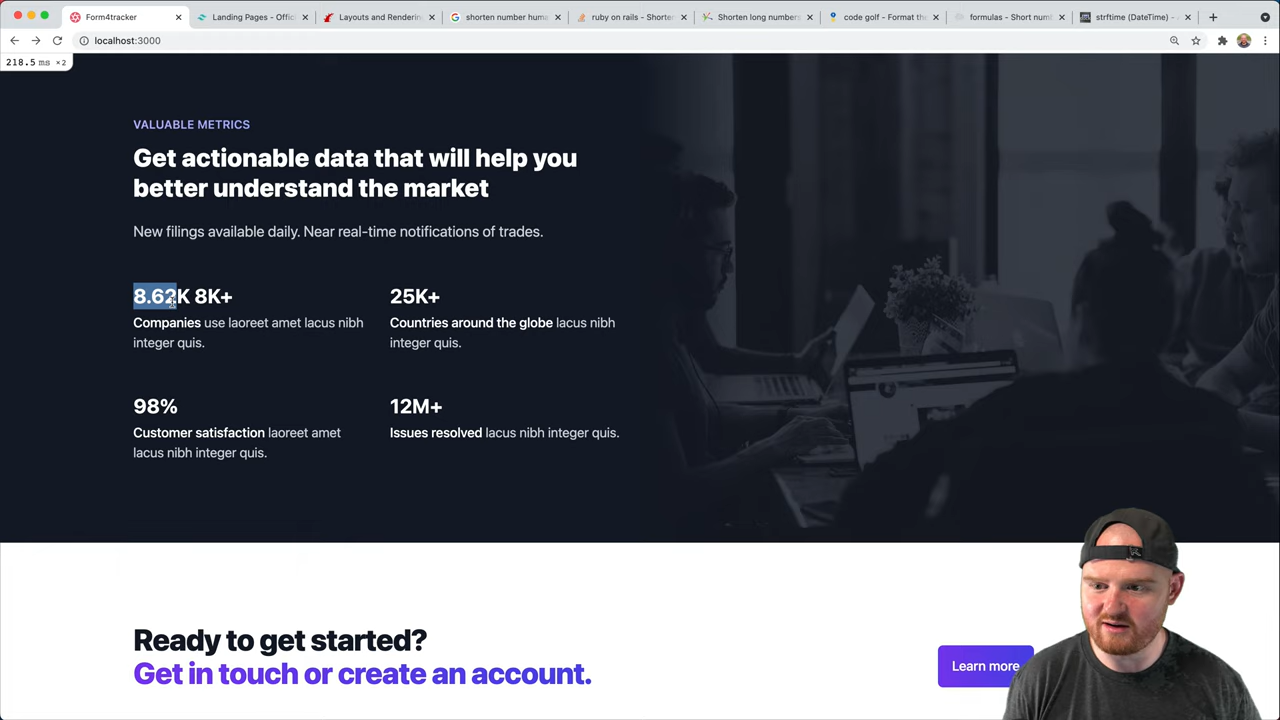 Form4tracker
Landing Pages - Offici
Layouts and Renderin
shorten number huma
ruby on rails - Shorte
Shorten long numbers
code golf - Format the
formulas - Short num
strftime (DateTime) - A
localhost:3000
218.5 ms ×2
VALUABLE METRICS
Get actionable data that will help you
better understand the market
New filings available daily. Near real-time notifications of trades.
8.62K 8K+
Companies use laoreet amet lacus nibh
integer quis.
25K+
Countries around the globe lacus nibh
integer quis.
98%
Customer satisfaction laoreet amet
lacus nibh integer quis.
12M+
Issues resolved lacus nibh integer quis.
Ready to get started?
Get in touch or create an account.
Learn more